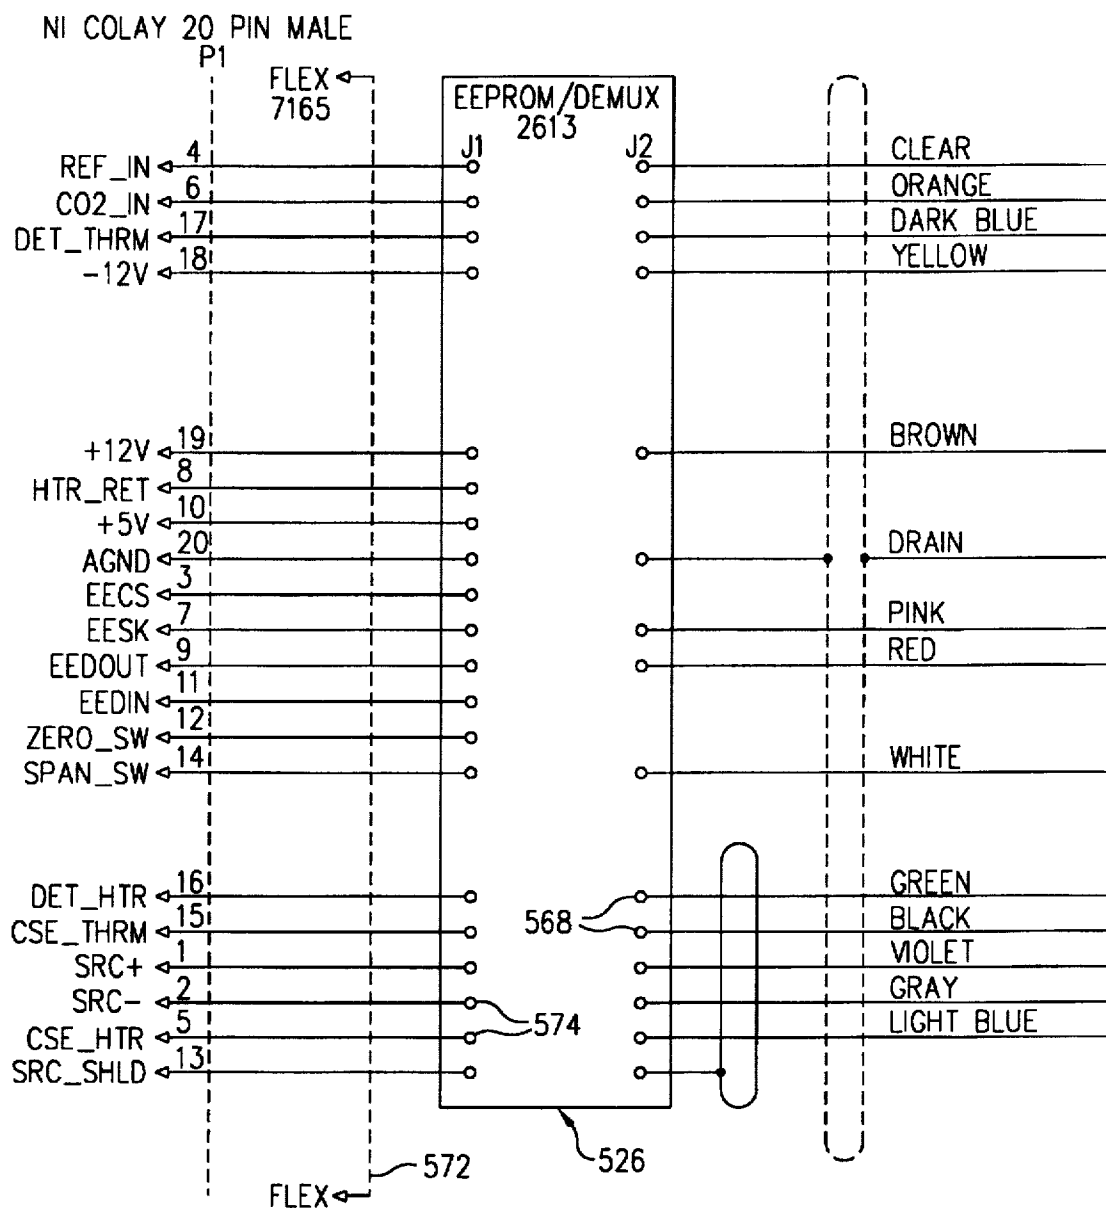 NI COLAY 20 PIN MALE
P1
FLEX
7165
EEPROM/DEMUX
2613
J1 J2
REF_IN 4 CLEAR
CO2_IN 6 ORANGE
DET_THRM 17 DARK BLUE
-12V 18 YELLOW
+12V 19 BROWN
HTR_RET 8
+5V 10
AGND 20 DRAIN
EECS 3
EESK 7 PINK
EEDOUT 9 RED
EEDIN 11
ZERO_SW 12
SPAN_SW 14 WHITE
DET_HTR 16 GREEN
568
CSE_THRM 15 BLACK
SRC+ 1 VIOLET
SRC- 2 GRAY
574
CSE_HTR 5 LIGHT BLUE
SRC_SHLD 13
572
526
FLEX